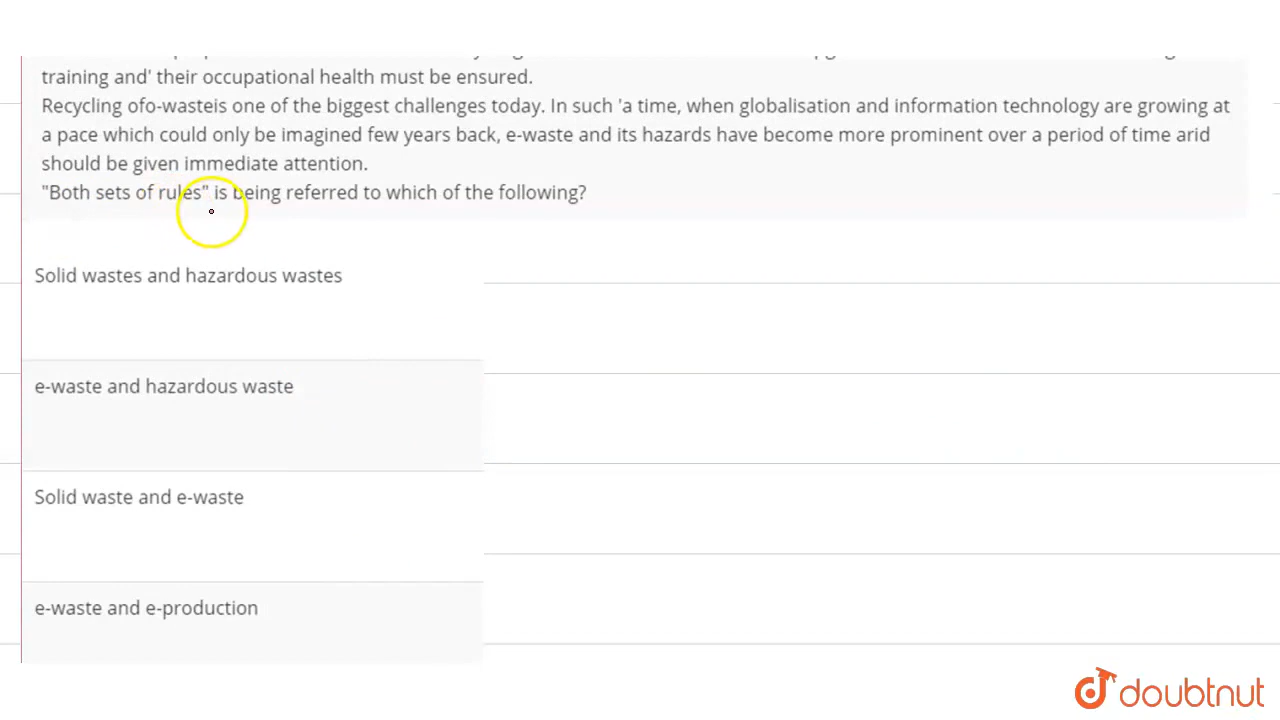 training and' their occupational health must be ensured.
Recycling ofo-wasteis one of the biggest challenges today. In such 'a time, when globalisation and information technology are growing at
a pace which could only be imagined few years back, e-waste and its hazards have become more prominent over a period of time arid
should be given immediate attention.
"Both sets of rules" is being referred to which of the following?
Solid wastes and hazardous wastes
e-waste and hazardous waste
Solid waste and e-waste
e-waste and e-production
doubtnut